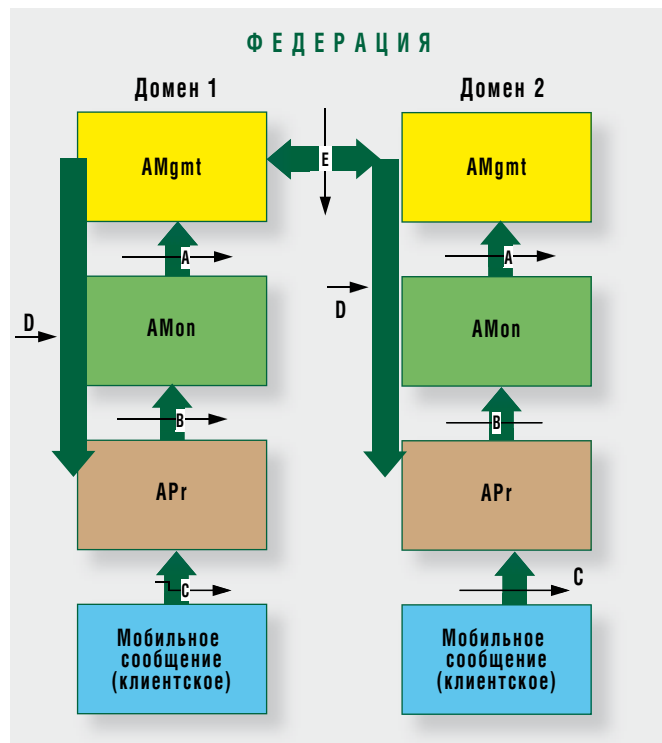 ФЕДЕРАЦИЯ
Домен 1
Домен 2
AMgmt
E
AMgmt
A
A
D
AMon
D
AMon
B
B
APr
APr
C
C
Мобильное
сообщение
(клиентское)
Мобильное
сообщение
(клиентское)